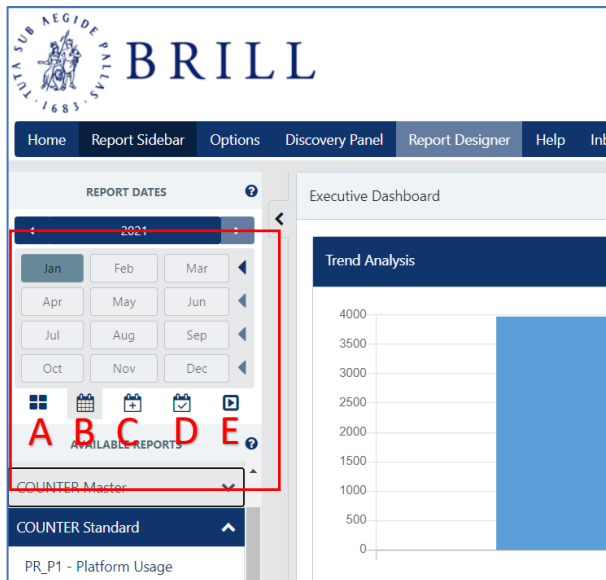 TUTA SUB AEGIDE PALLAS · 1683 ·
BRILL
Home Report Sidebar Options Discovery Panel Report Designer Help
REPORT DATES
2021
Jan Feb Mar
Apr May Jun
Jul Aug Sep
Oct Nov Dec
A B C D E
AVAILABLE REPORTS
COUNTER Master
COUNTER Standard
PR_P1 - Platform Usage
Executive Dashboard
Trend Analysis
4000
3500
3000
2500
2000
1500
1000
500
0